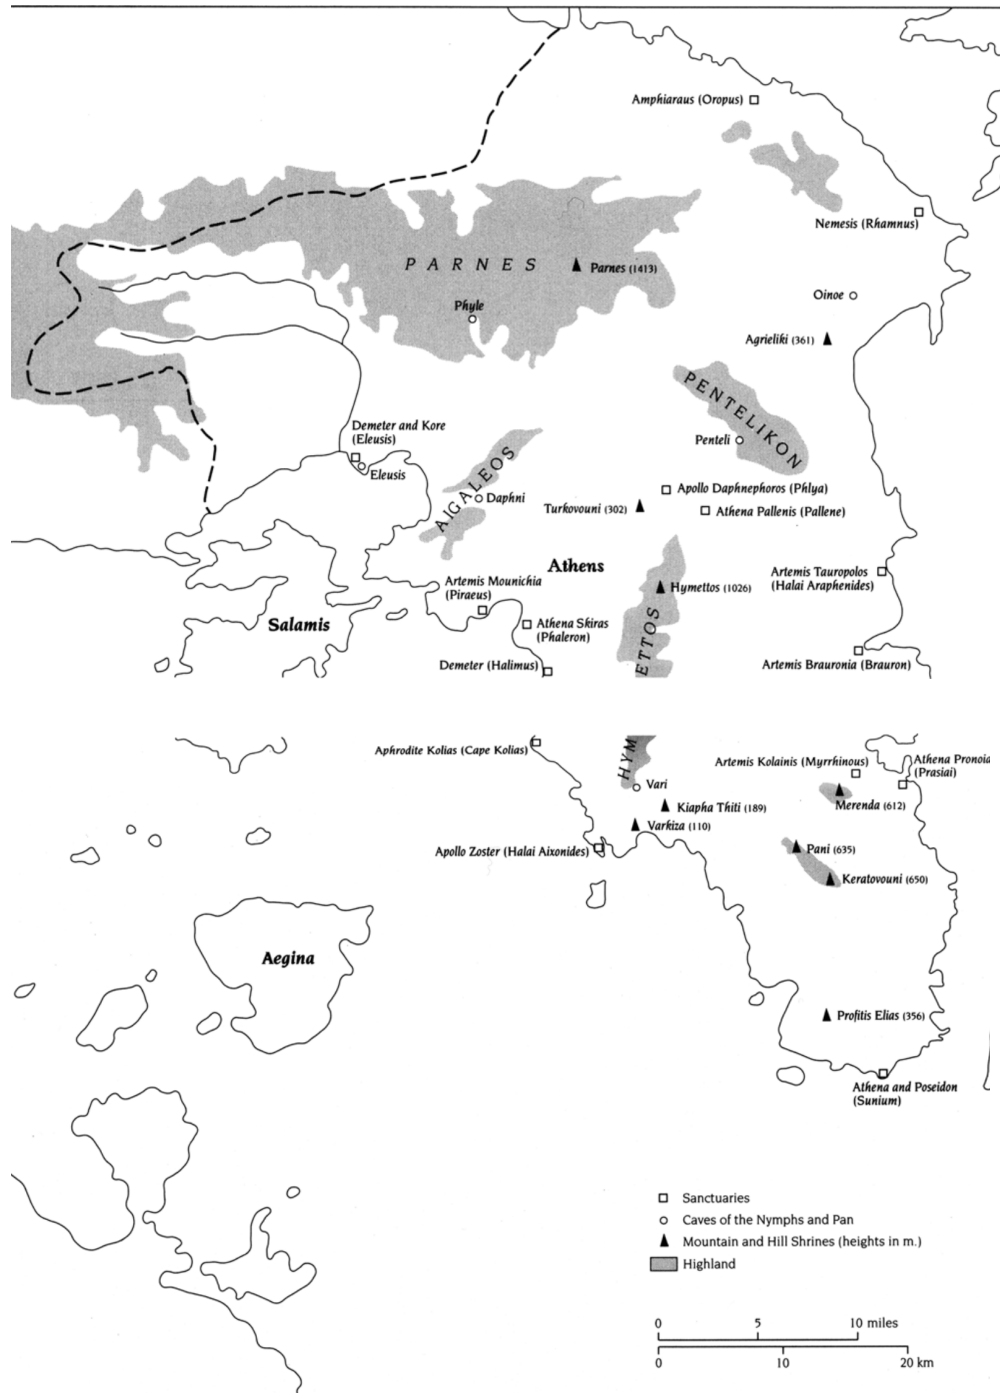 Amphiaraus (Oropus)
Nemesis (Rhamnus)
PARNES
Parnes (1413)
Phyle
Oinoe
Agrieliki (361)
PENTELIKON
Penteli
Demeter and Kore
(Eleusis)
Eleusis
AIGALEOS
Daphni
Apollo Daphnephoros (Phlya)
Turkovouni (302)
Athena Pallenis (Pallene)
Athens
Artemis Tauropolos
(Halai Araphenides)
Artemis Mounichia
(Piraeus)
Hymettos (1026)
Salamis
Athena Skiras
(Phaleron)
ETTOS
Demeter (Halimus)
Artemis Brauronia (Brauron)
Aphrodite Kolias (Cape Kolias)
HYM
Artemis Kolainis (Myrrhinous)
Athena Pronoia
(Prasiai)
Vari
Kiapha Thiti (189)
Merenda (612)
Varkiza (110)
Apollo Zoster (Halai Aixonides)
Pani (635)
Keratovouni (650)
Aegina
Profitis Elias (356)
Athena and Poseidon
(Sunium)
Sanctuaries
Caves of the Nymphs and Pan
Mountain and Hill Shrines (heights in m.)
Highland
0 5 10 miles
0 10 20 km